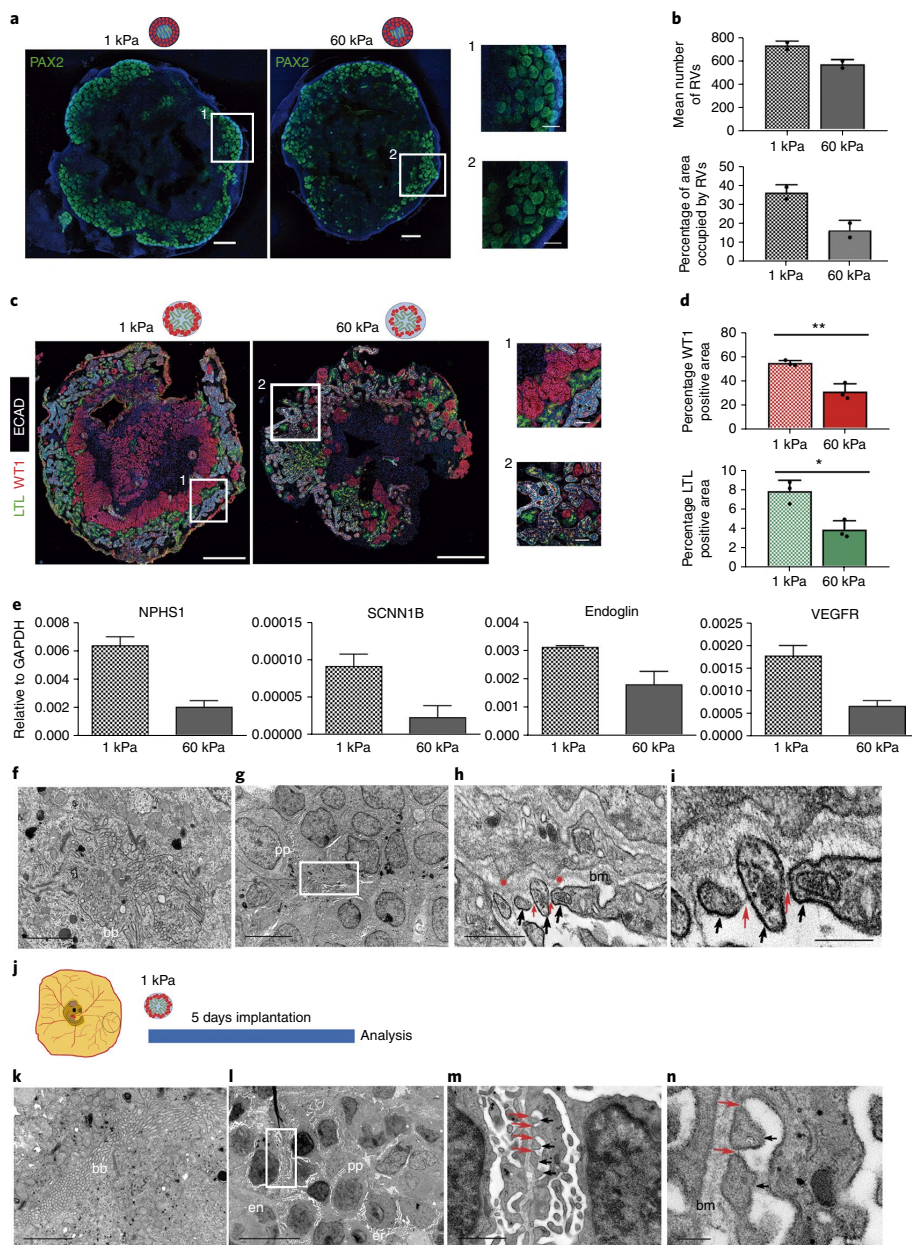 a
1 kPa
60 kPa
PAX2
PAX2
1
2
1
2
b
Mean number
of RVs
800
600
400
200
0
1 kPa
60 kPa
Percentage of area
occupied by RVs
50
40
30
20
10
0
1 kPa
60 kPa
c
1 kPa
60 kPa
LTL WT1 ECAD
1
2
1
2
d
**
Percentage WT1
positive area
80
60
40
20
0
1 kPa
60 kPa
*
Percentage LTL
positive area
10
8
6
4
2
0
1 kPa
60 kPa
e
Relative to GAPDH
NPHS1
0.008
0.006
0.004
0.002
0.000
1 kPa
60 kPa
SCNN1B
0.00015
0.00010
0.00005
0.00000
1 kPa
60 kPa
Endoglin
0.004
0.003
0.002
0.001
0.000
1 kPa
60 kPa
VEGFR
0.0025
0.0020
0.0015
0.0010
0.0005
0.0000
1 kPa
60 kPa
f
bb
g
pp
h
bm
i
j
1 kPa
5 days implantation
Analysis
k
bb
l
pp
en
er
m
n
bm